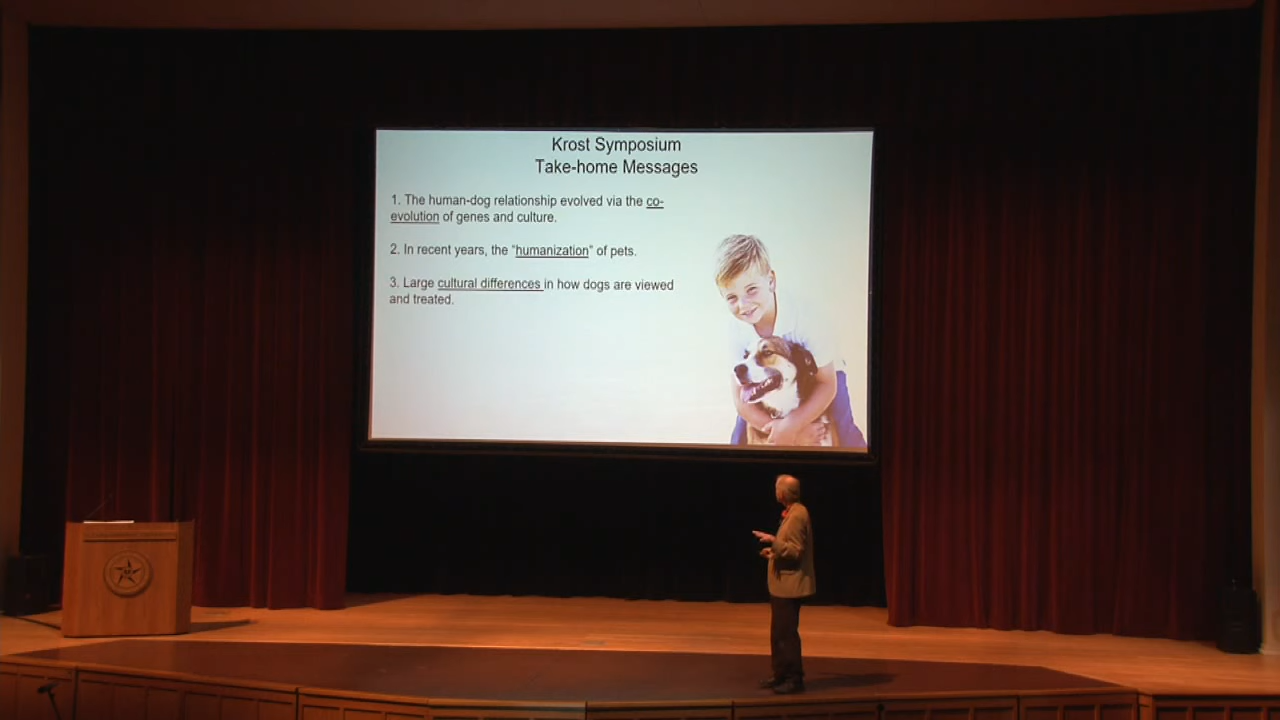 Krost Symposium
Take-home Messages
1. The human-dog relationship evolved via the co-
evolution of genes and culture.
2. In recent years, the "humanization" of pets.
3. Large cultural differences in how dogs are viewed
and treated.